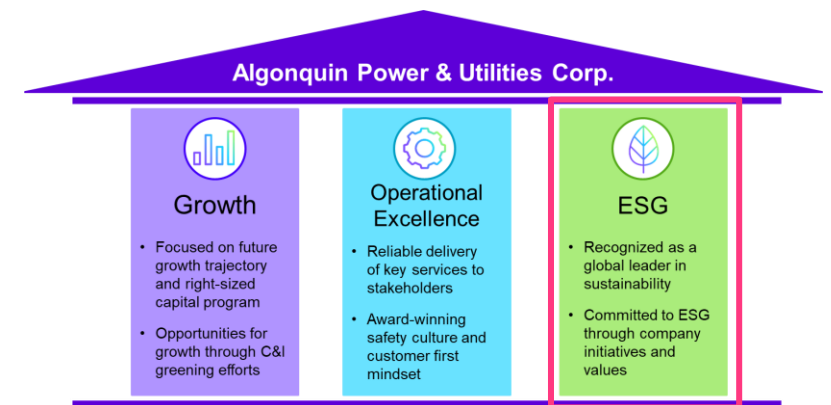 Algonquin Power & Utilities Corp.
Growth
• Focused on future
growth trajectory
and right-sized
capital program
• Opportunities for
growth through C&I
greening efforts
Operational
Excellence
• Reliable delivery
of key services to
stakeholders
• Award-winning
safety culture and
customer first
mindset
ESG
• Recognized as a
global leader in
sustainability
• Committed to ESG
through company
initiatives and
values